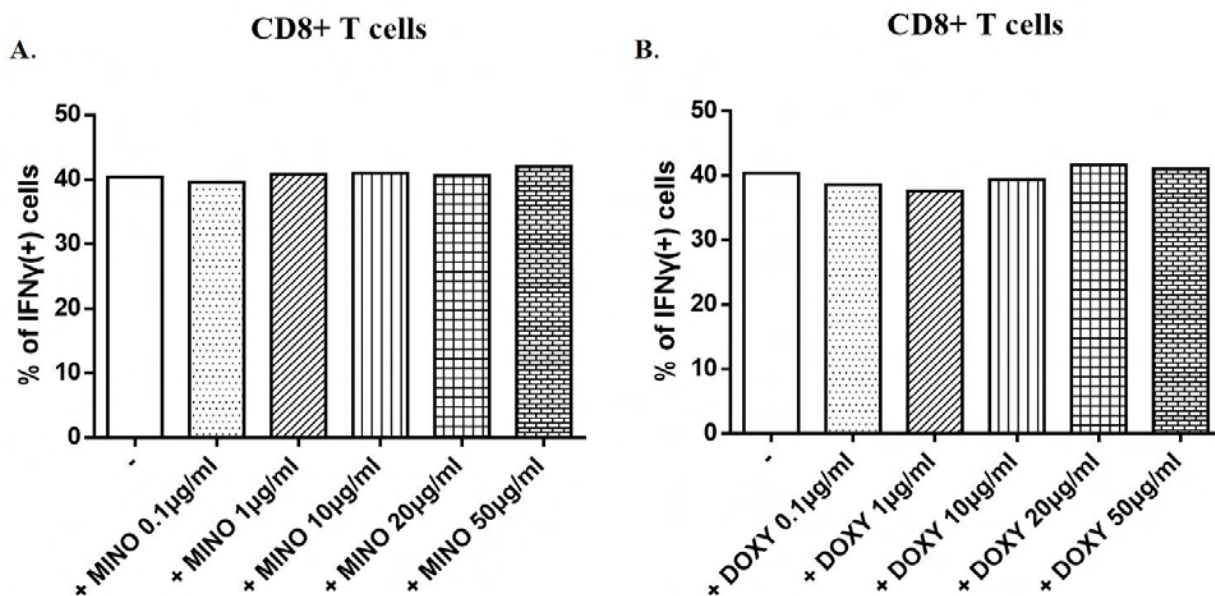 CD8+ T cells
A.
% of IFNγ(+) cells
50
40
30
20
10
0
-
+ MINO 0.1µg/ml
+ MINO 1µg/ml
+ MINO 10µg/ml
+ MINO 20µg/ml
+ MINO 50µg/ml
CD8+ T cells
B.
% of IFNγ(+) cells
50
40
30
20
10
0
-
+ DOXY 0.1µg/ml
+ DOXY 1µg/ml
+ DOXY 10µg/ml
+ DOXY 20µg/ml
+ DOXY 50µg/ml